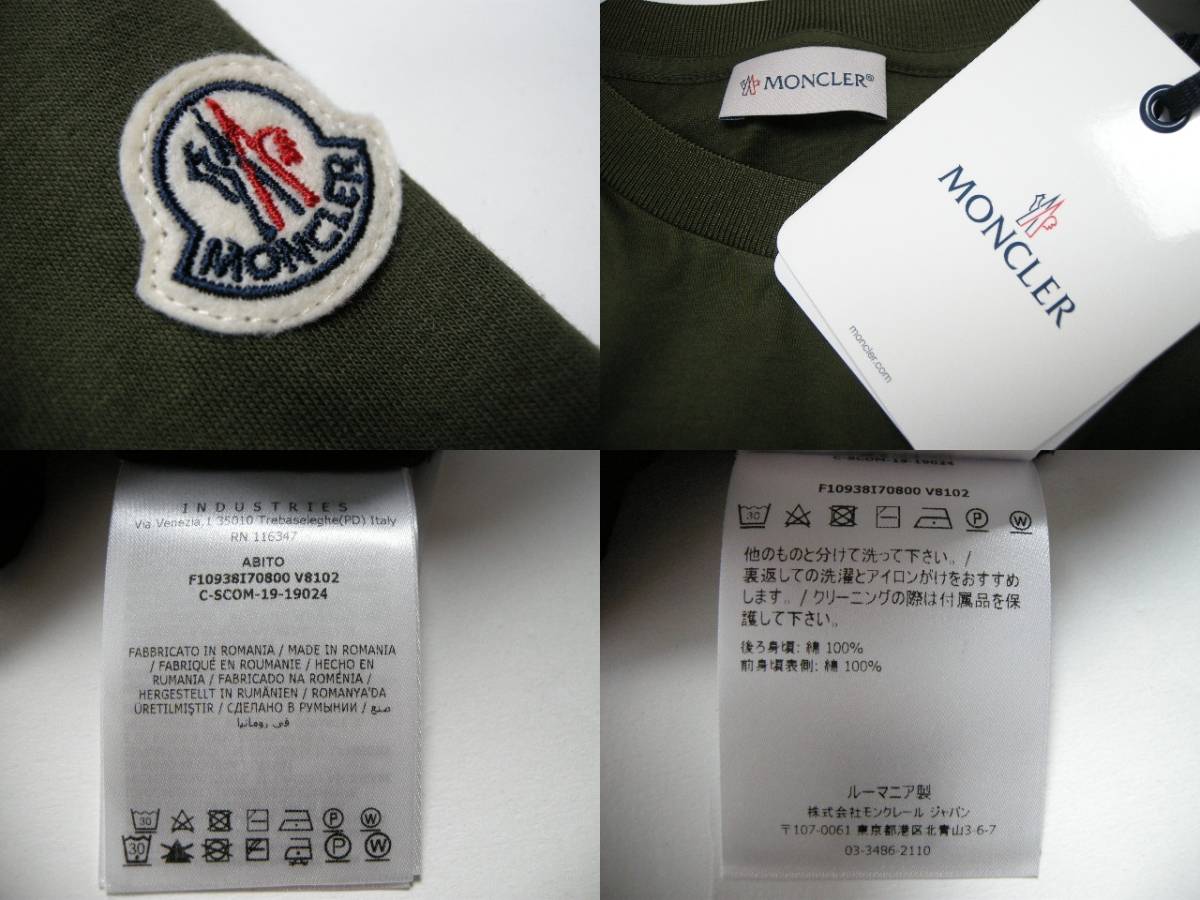 MONCLER
MONCLER®
MONCLER
moncler.com
INDUSTRIES
Via Venezia,1 35010 Trebaseleghe(PD) Italy
RN 116347
ABITO
F10938I70800 V8102
C-SCOM-19-19024
FABBRICATO IN ROMANIA / MADE IN ROMANIA
/ FABRIQUÉ EN ROUMANIE / HECHO EN
RUMANIA / FABRICADO NA ROMÉNIA /
HERGESTELLT IN RUMÄNIEN / ROMANYA'DA
ÜRETILMIŞTIR / СДЕЛАНО В РУМЫНИИ / صنع
في رومانيا
30
30
C-SCOM-19-19024
F10938I70800 V8102
30 P W
他のものと分けて洗って下さい。/
裏返しての洗濯とアイロンがけをおすすめ
します。/ クリーニングの際は付属品を保
護して下さい。
後ろ身頃: 綿 100%
前身頃表側: 綿 100%
ルーマニア製
株式会社モンクレール ジャパン
〒107-0061 東京都港区北青山3-6-7
03-3486-2110